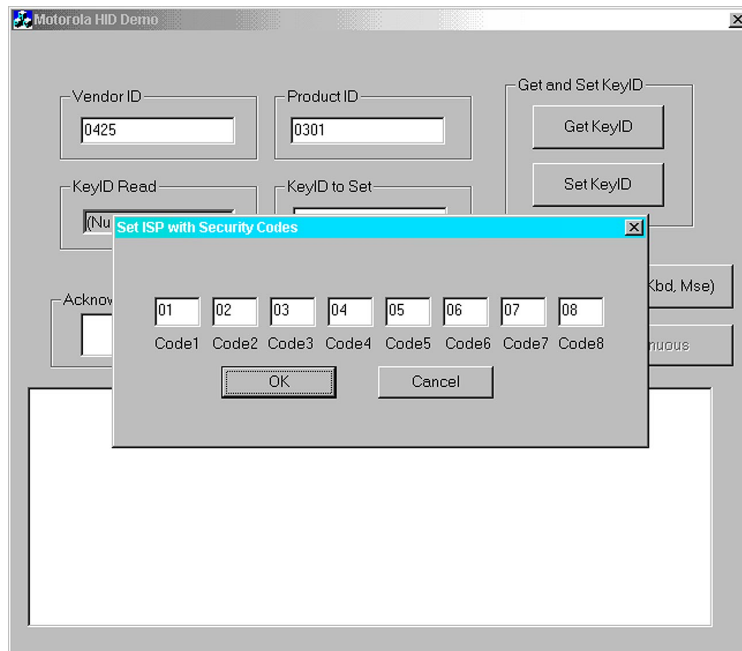 Motorola HID Demo
Vendor ID
0425
Product ID
0301
Get and Set KeyID
Get KeyID
Set KeyID
KeyID Read
KeyID to Set
Set ISP with Security Codes
Kbd, Mse)
01 02 03 04 05 06 07 08
Code1 Code2 Code3 Code4 Code5 Code6 Code7 Code8
OK Cancel